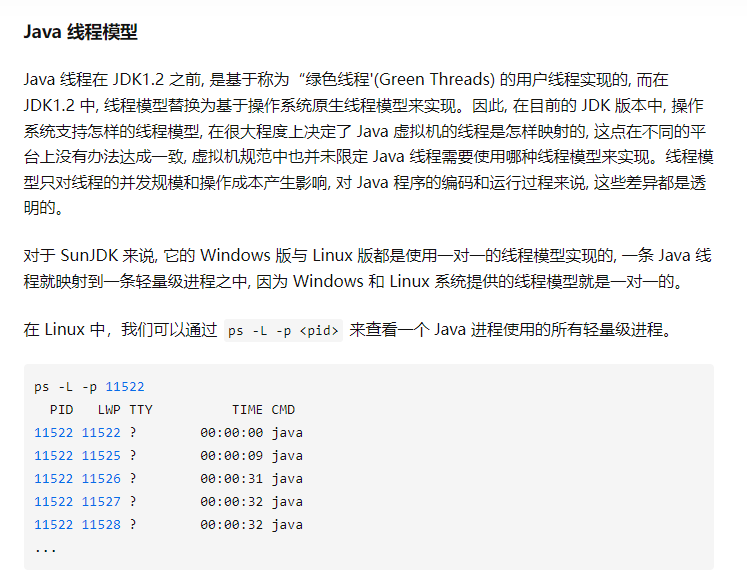 Java 线程模型
Java 线程在 JDK1.2 之前, 是基于称为“绿色线程'(Green Threads) 的用户线程实现的, 而在
JDK1.2 中, 线程模型替换为基于操作系统原生线程模型来实现。因此, 在目前的 JDK 版本中, 操作
系统支持怎样的线程模型, 在很大程度上决定了 Java 虚拟机的线程是怎样映射的, 这点在不同的平
台上没有办法达成一致, 虚拟机规范中也并未限定 Java 线程需要使用哪种线程模型来实现。线程模
型只对线程的并发规模和操作成本产生影响, 对 Java 程序的编码和运行过程来说, 这些差异都是透
明的。
对于 SunJDK 来说, 它的 Windows 版与 Linux 版都是使用一对一的线程模型实现的, 一条 Java 线
程就映射到一条轻量级进程之中, 因为 Windows 和 Linux 系统提供的线程模型就是一对一的。
在 Linux 中，我们可以通过 ps -L -p <pid> 来查看一个 Java 进程使用的所有轻量级进程。
ps -L -p 11522
  PID   LWP TTY          TIME CMD
11522 11522 ?        00:00:00 java
11522 11525 ?        00:00:09 java
11522 11526 ?        00:00:31 java
11522 11527 ?        00:00:32 java
11522 11528 ?        00:00:32 java
...